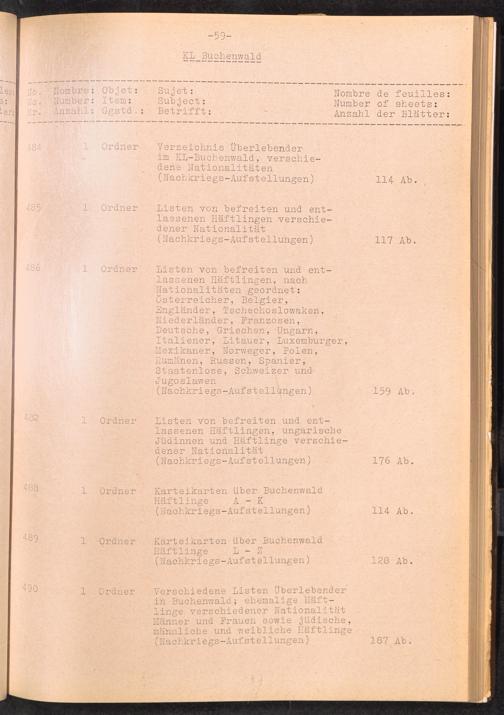 -59-
KL Buchenwald
No. Nombre: Objet: Sujet: Nombre de feuilles:
No. Number: Item: Subject: Number of sheets:
Nr. Anzahl: Ggstd.: Betrifft: Anzahl der Blätter:
484 1 Ordner Verzeichnis Überlebender
im KL-Buchenwald, verschie-
dene Nationalitäten
(Nachkriegs-Aufstellungen) 114 Ab.
485 1 Ordner Listen von befreiten und ent-
lassenen Häftlingen verschie-
dener Nationalität
(Nachkriegs-Aufstellungen) 117 Ab.
486 1 Ordner Listen von befreiten und ent-
lassenen Häftlingen, nach
Nationalitäten geordnet:
Österreicher, Belgier,
Engländer, Tschechoslowaken,
Niederländer, Franzosen,
Deutsche, Griechen, Ungarn,
Italiener, Litauer, Luxemburger,
Mexikaner, Norweger, Polen,
Rumänen, Russen, Spanier,
Staatenlose, Schweizer und
Jugoslawen
(Nachkriegs-Aufstellungen) 159 Ab.
482 1 Ordner Listen von befreiten und ent-
lassenen Häftlingen, ungarische
Jüdinnen und Häftlinge verschie-
dener Nationalität
(Nachkriegs-Aufstellungen) 176 Ab.
488 1 Ordner Karteikarten über Buchenwald
Häftlinge A - K
(Nachkriegs-Aufstellungen) 114 Ab.
489 1 Ordner Karteikarten über Buchenwald
Häftlinge L - Z
(Nachkriegs-Aufstellungen) 128 Ab.
490 1 Ordner Verschiedene Listen Überlebender
in Buchenwald; ehemalige Häft-
linge verschiedener Nationalität
Männer und Frauen sowie jüdische,
männliche und weibliche Häftlinge
(Nachkriegs-Aufstellungen) 187 Ab.